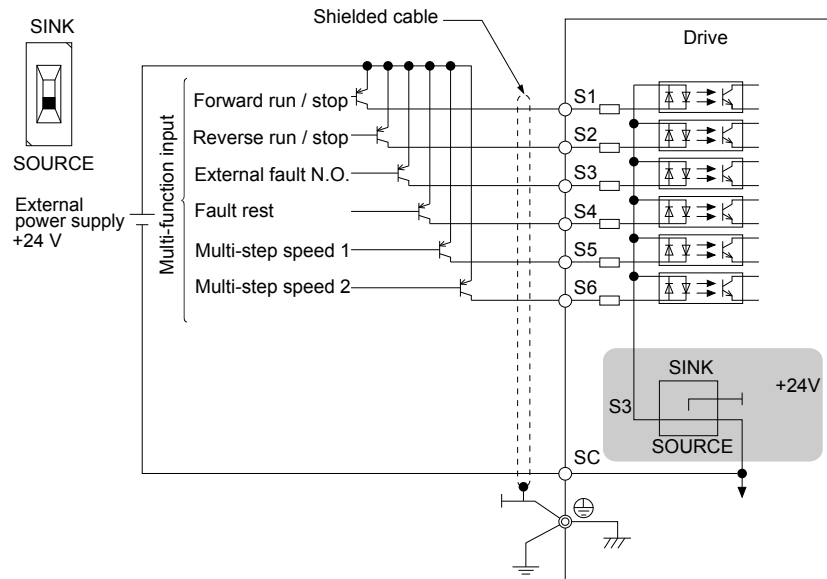 Shielded cable
SINK
SOURCE
External
power supply
+24 V
Multi-function input
Forward run / stop
Reverse run / stop
External fault N.O.
Fault rest
Multi-step speed 1
Multi-step speed 2
Drive
S1
S2
S3
S4
S5
S6
SINK
+24V
S3
SOURCE
SC